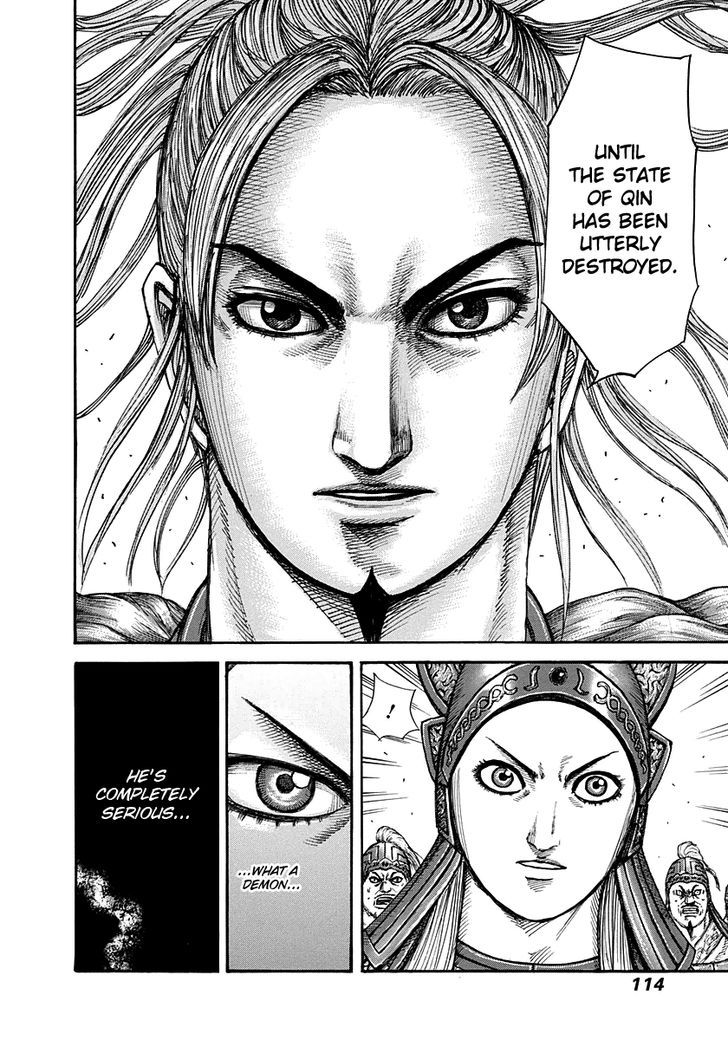 UNTIL
THE STATE
OF QIN
HAS BEEN
UTTERLY
DESTROYED.
!
...WHAT A
DEMON...
HE'S
COMPLETELY
SERIOUS...
114